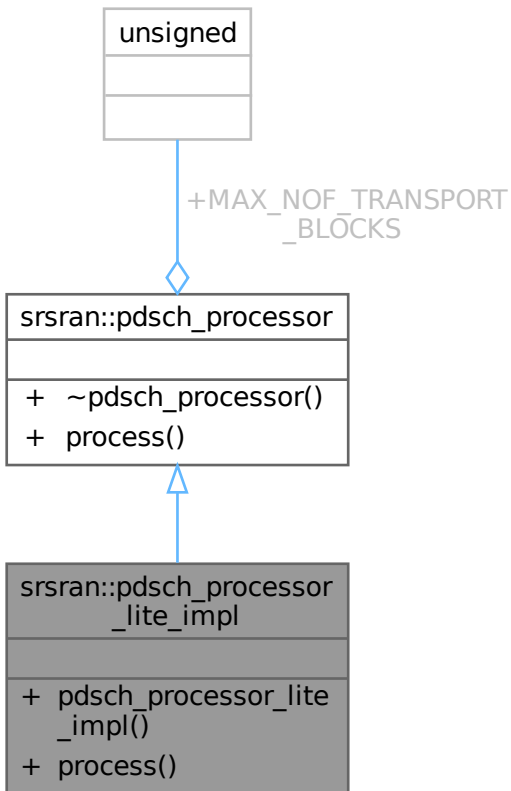 unsigned
+MAX_NOF_TRANSPORT
_BLOCKS
srsran::pdsch_processor
+ ~pdsch_processor()
+ process()
srsran::pdsch_processor
_lite_impl
+ pdsch_processor_lite
_impl()
+ process()